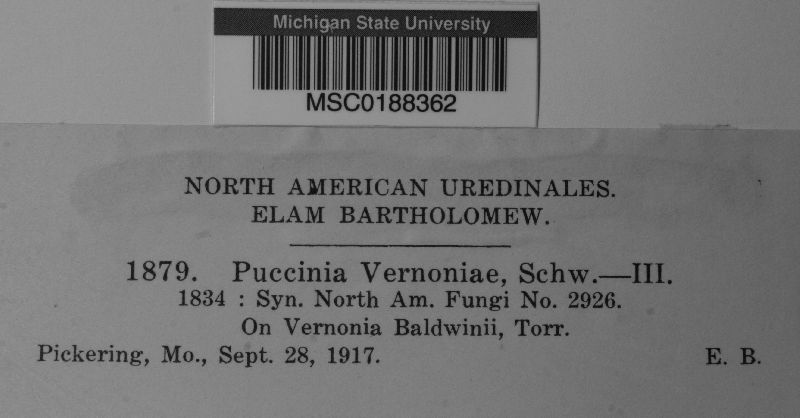 Michigan State University
MSC0188362
NORTH AMERICAN UREDINALES.
ELAM BARTHOLOMEW.
1879. Puccinia Vernoniae, Schw.—III.
1834 : Syn. North Am. Fungi No. 2926.
On Vernonia Baldwinii, Torr.
Pickering, Mo., Sept. 28, 1917. E. B.